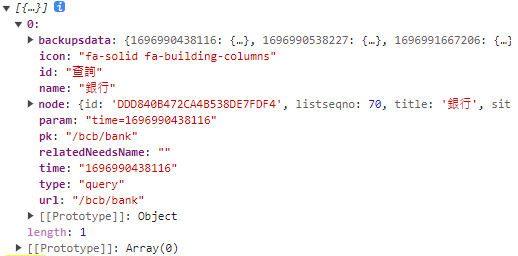 [{…}] i
0:
backupsdata: {1696990438116: {…}, 1696990538227: {…}, 1696991667206: {…},
icon: "fa-solid fa-building-columns"
id: "查詢"
name: "銀行"
node: {id: 'DDD840B472CA4B538DE7FDF4', listseqno: 70, title: '銀行', sit
param: "time=1696990438116"
pk: "/bcb/bank"
relatedNeedsName: ""
time: "1696990438116"
type: "query"
url: "/bcb/bank"
[[Prototype]]: Object
length: 1
[[Prototype]]: Array(0)